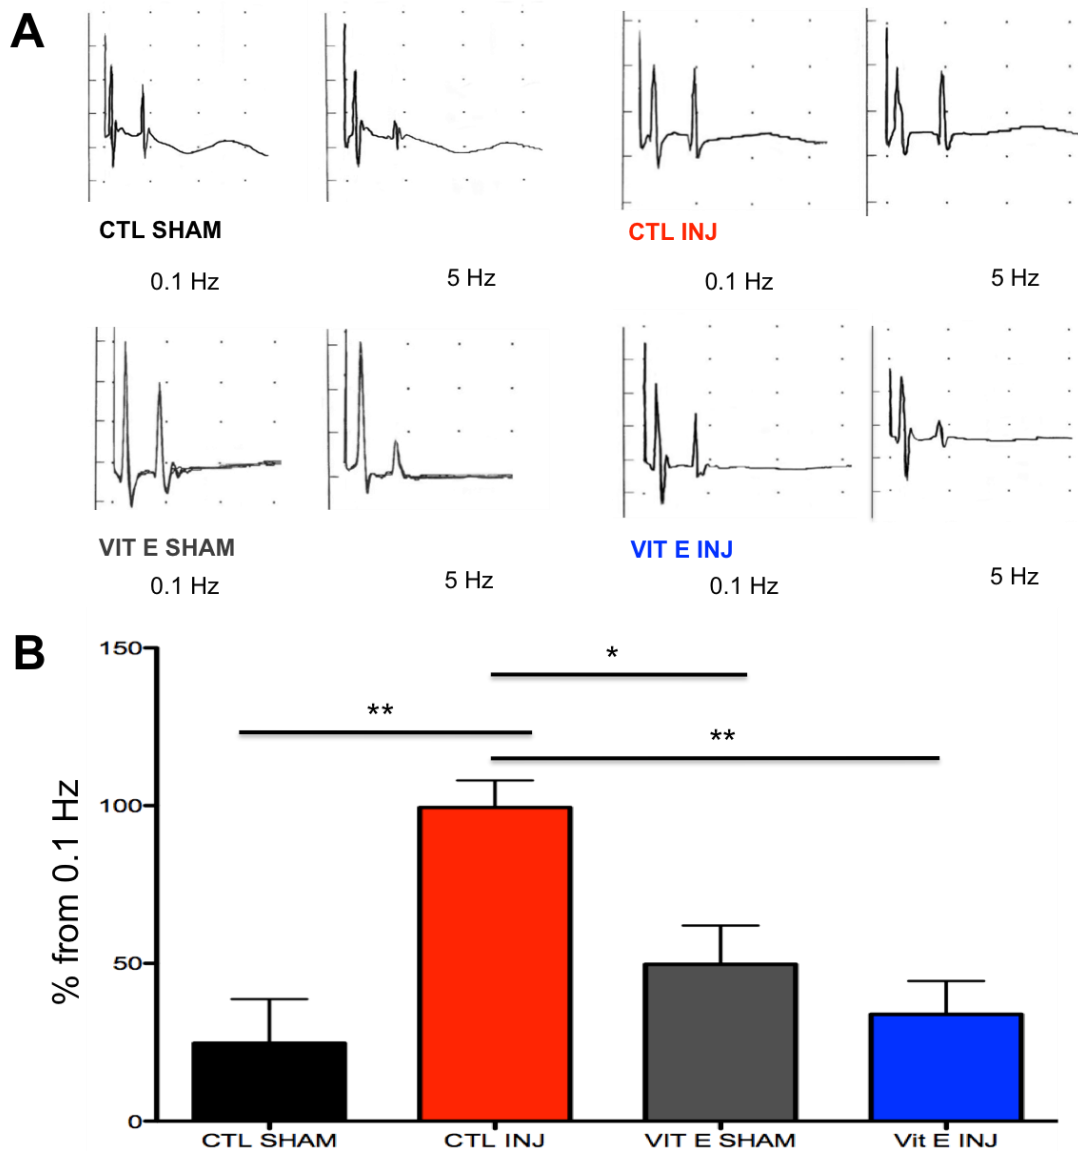 A
CTL SHAM
CTL INJ
0.1 Hz
5 Hz
0.1 Hz
5 Hz
VIT E SHAM
VIT E INJ
0.1 Hz
5 Hz
0.1 Hz
5 Hz
B
% from 0.1 Hz
150
100
50
0
*
**
**
CTL SHAM
CTL INJ
VIT E SHAM
Vit E INJ